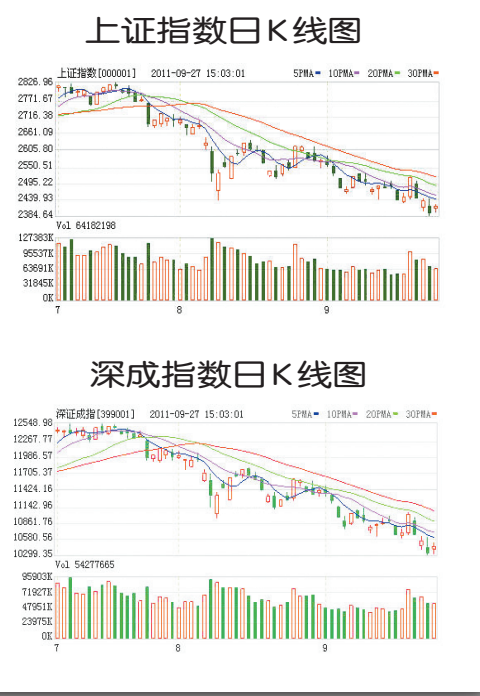 上证指数日K线图
上证指数[000001] 2011-09-27 15:03:01 5PMA 10PMA 20PMA 30PMA
2826.96
2771.67
2716.38
2661.09
2605.80
2550.51
2495.22
2439.93
2384.64
Vol 64182198
127383K
95537K
63691K
31845K
0K
7 8 9
深成指数日K线图
深证成指[399001] 2011-09-27 15:03:01 5PMA 10PMA 20PMA 30PMA
12548.98
12267.77
11986.57
11705.37
11424.16
11142.96
10861.76
10580.56
10299.35
Vol 54277665
95903K
71927K
47951K
23975K
0K
7 8 9